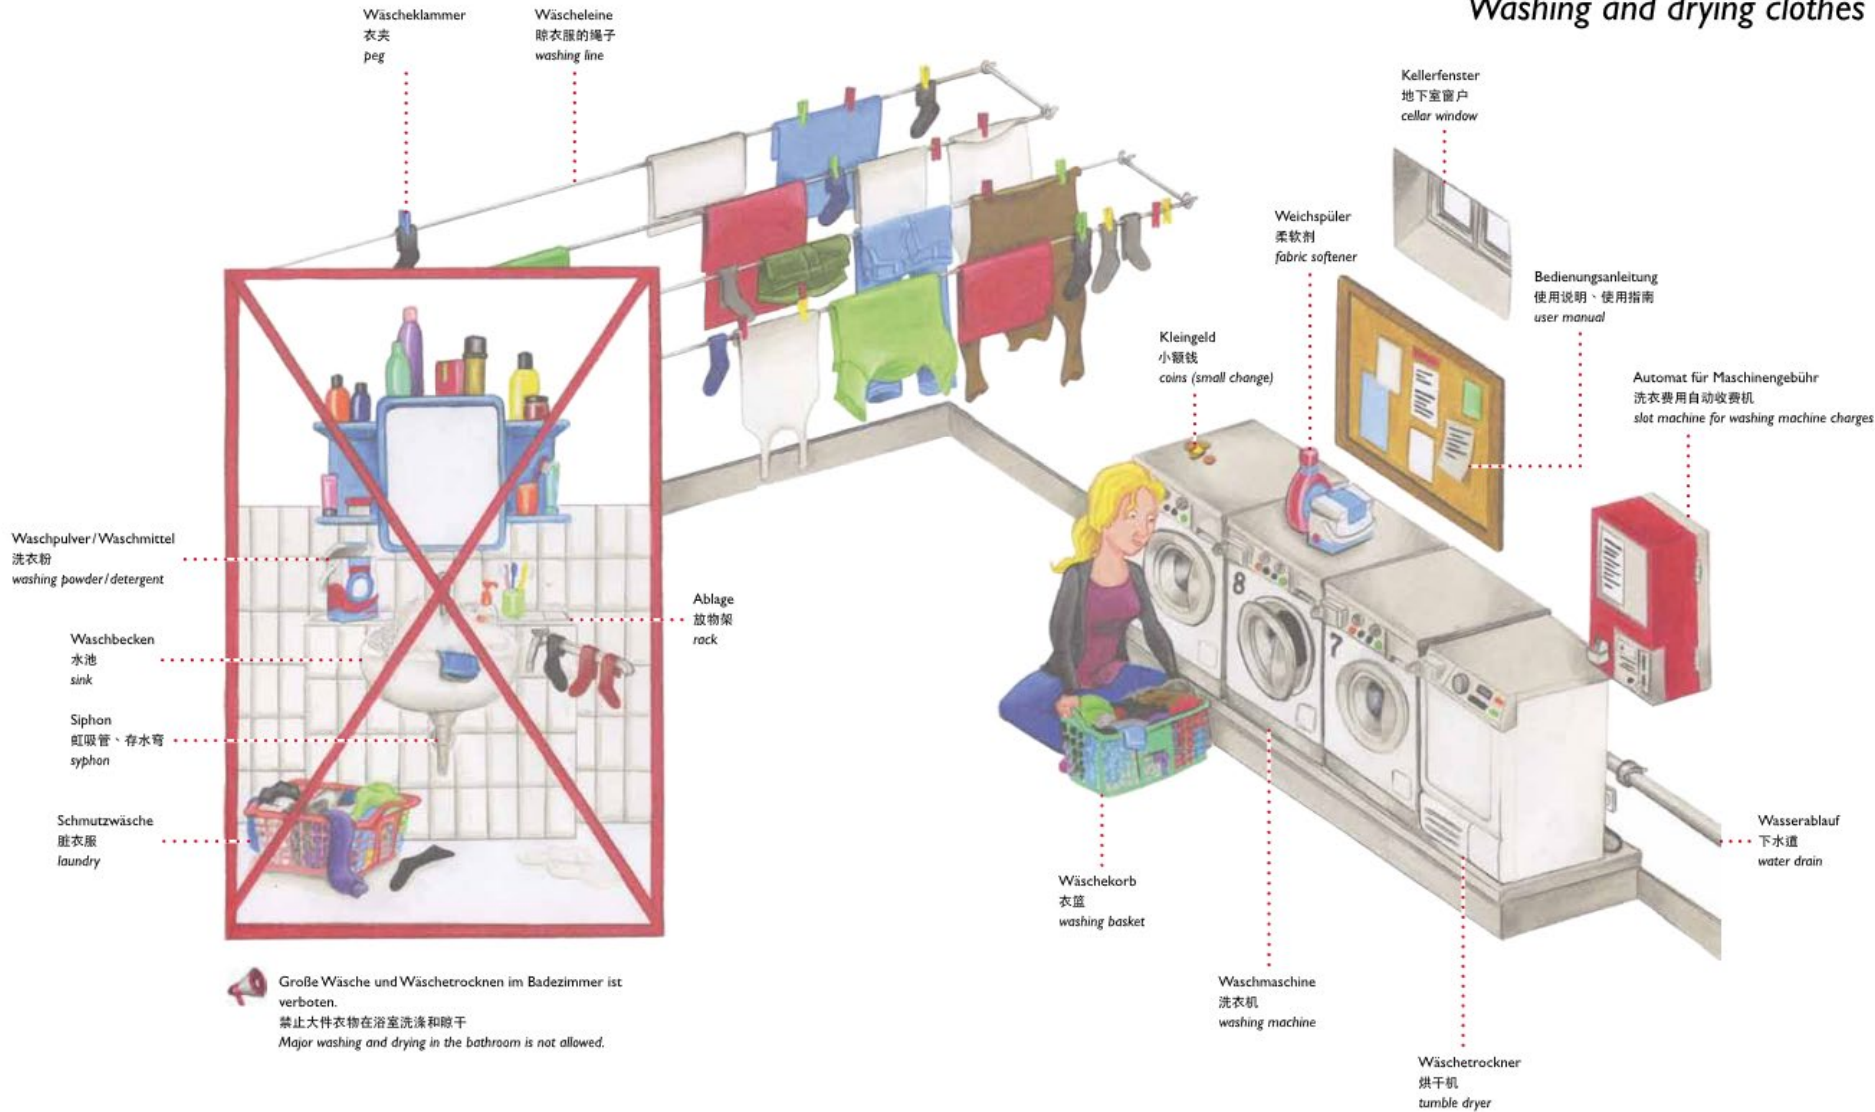 Washing and drying clothes
Wäscheklammer
衣夹
peg
Wäscheleine
晾衣服的绳子
washing line
Kellerfenster
地下室窗户
cellar window
Weichspüler
柔软剂
fabric softener
Bedienungsanleitung
使用说明、使用指南
user manual
Kleingeld
小额钱
coins (small change)
Automat für Maschinengebühr
洗衣费用自动收费机
slot machine for washing machine charges
Waschpulver/Waschmittel
洗衣粉
washing powder/detergent
Ablage
放物架
rack
Waschbecken
水池
sink
Siphon
虹吸管、存水弯
syphon
Schmutzwäsche
脏衣服
laundry
8
7
Wasserablauf
下水道
water drain
Wäschekorb
衣篮
washing basket
Waschmaschine
洗衣机
washing machine
Wäschetrockner
烘干机
tumble dryer
Große Wäsche und Wäschetrocknen im Badezimmer ist
verboten.
禁止大件衣物在浴室洗涤和晾干
Major washing and drying in the bathroom is not allowed.